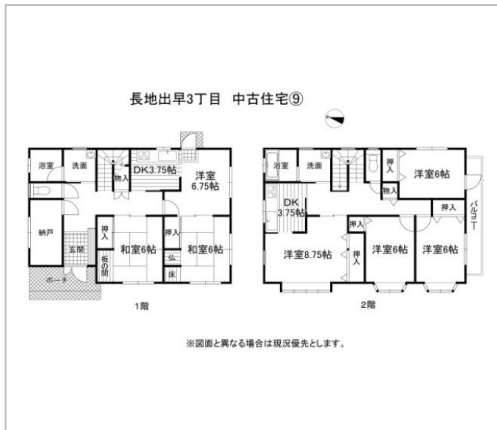 長地出早3丁目 中古住宅⑨
浴室
洗面
物入
DK3.75帖
洋室
6.75帖
納戸
玄関
押入
板の間
和室6帖
押入
仏
床
和室6帖
ポーチ
1階
浴室
洗面
押入
洋室6帖
物入
DK
3.75帖
押入
押入
洋室8.75帖
押入
洋室6帖
洋室6帖
バルコニー
2階
※図面と異なる場合は現況優先とします。